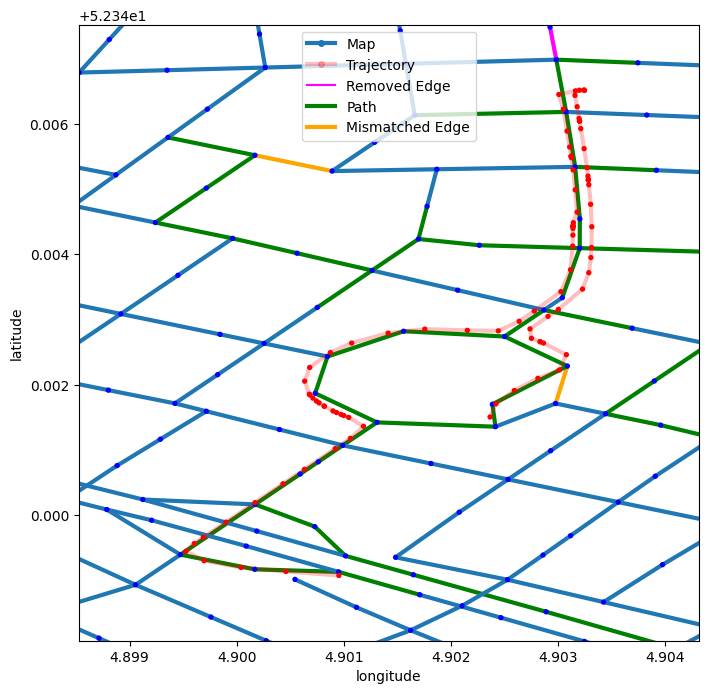 +5.234e1
Map
Trajectory
Removed Edge
Path
Mismatched Edge
0.006
0.004
0.002
0.000
latitude
4.899 4.900 4.901 4.902 4.903 4.904
longitude